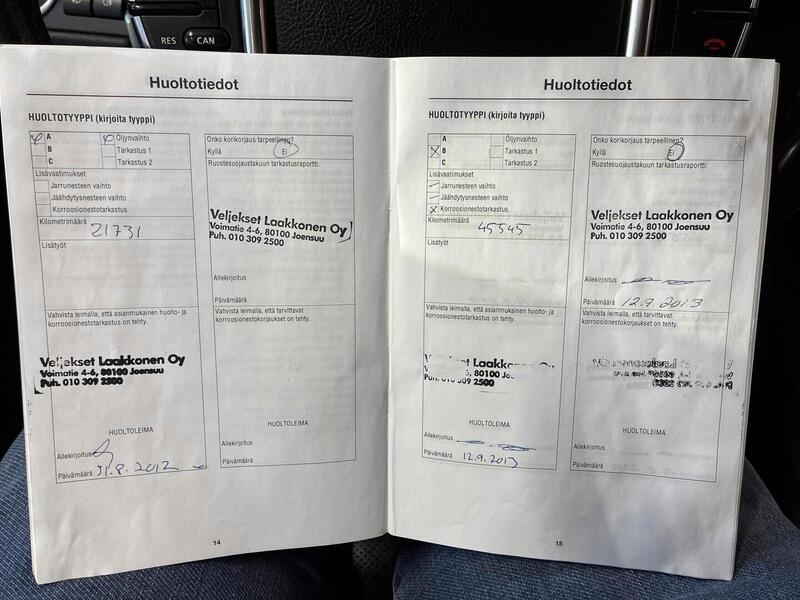 RES
CAN
Huoltotiedot
HUOLTOTYYPPI (kirjoita tyyppi)
A
Öljynvaihto
B
Tarkastus 1
C
Tarkastus 2
Lisävaatimukset
Jarrunesteen vaihto
Jäähdytysnesteen vaihto
Korroosionestotarkastus
Kilometrimäärä 21731
Lisätyöt
Vahvista leimalla, että asianmukainen huolto- ja
korroosionestotarkastus on tehty.
Veljekset Laakkonen Oy
Voimatie 4-6, 80100 Joensuu
Puh. 010 309 2500
HUOLTOLEIMA
Allekirjoitus
Päivämäärä 31.8.2012
Onko korikorjaus tarpeellinen?
Kyllä Ei
Ruostesuojaustakuun tarkastusraportti:
Veljekset Laakkonen Oy
Voimatie 4-6, 80100 Joensuu
Puh. 010 309 2500
Allekirjoitus
Päivämäärä
Vahvista leimalla, että tarvittavat
korroosionestokorjaukset on tehty.
HUOLTOLEIMA
Allekirjoitus
Päivämäärä
14
Huoltotiedot
HUOLTOTYYPPI (kirjoita tyyppi)
A
Öljynvaihto
B
Tarkastus 1
C
Tarkastus 2
Lisävaatimukset
Jarrunesteen vaihto
Jäähdytysnesteen vaihto
Korroosionestotarkastus
Kilometrimäärä 45545
Lisätyöt
Vahvista leimalla, että asianmukainen huolto- ja
korroosionestotarkastus on tehty.
Laakkonen
80100
Puh. 010 309 2500
HUOLTOLEIMA
Allekirjoitus
Päivämäärä 12.9.2013
Onko korikorjaus tarpeellinen?
Kyllä Ei
Ruostesuojaustakuun tarkastusraportti:
Veljekset Laakkonen Oy
Voimatie 4-6, 80100 Joensuu
Puh. 010 309 2500
Allekirjoitus
Päivämäärä 12.9.2013
Vahvista leimalla, että tarvittavat
korroosionestokorjaukset on tehty.
HUOLTOLEIMA
Allekirjoitus
Päivämäärä
15